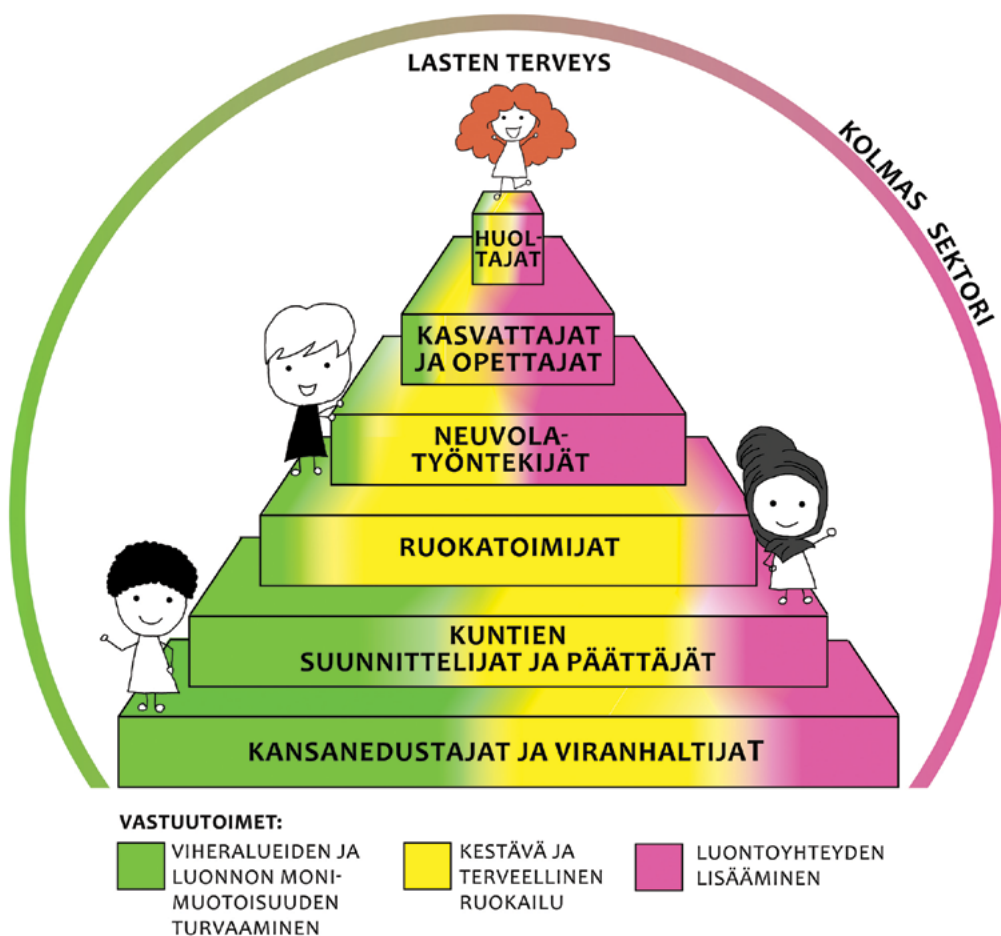 LASTEN TERVEYS
KOLMAS SEKTORI
HUOL-
TAJAT
KASVATTAJAT
JA OPETTAJAT
NEUVOLA-
TYÖNTEKIJÄT
RUOKATOIMIJAT
KUNTIEN
SUUNNITTELIJAT JA PÄÄTTÄJÄT
KANSANEDUSTAJAT JA VIRANHALTIJAT
VASTUUTOIMET:
VIHERALUEIDEN JA
LUONNON MONI-
MUOTOISUUDEN
TURVAAMINEN
KESTÄVÄ JA
TERVEELLINEN
RUOKAILU
LUONTOYHTEYDEN
LISÄÄMINEN